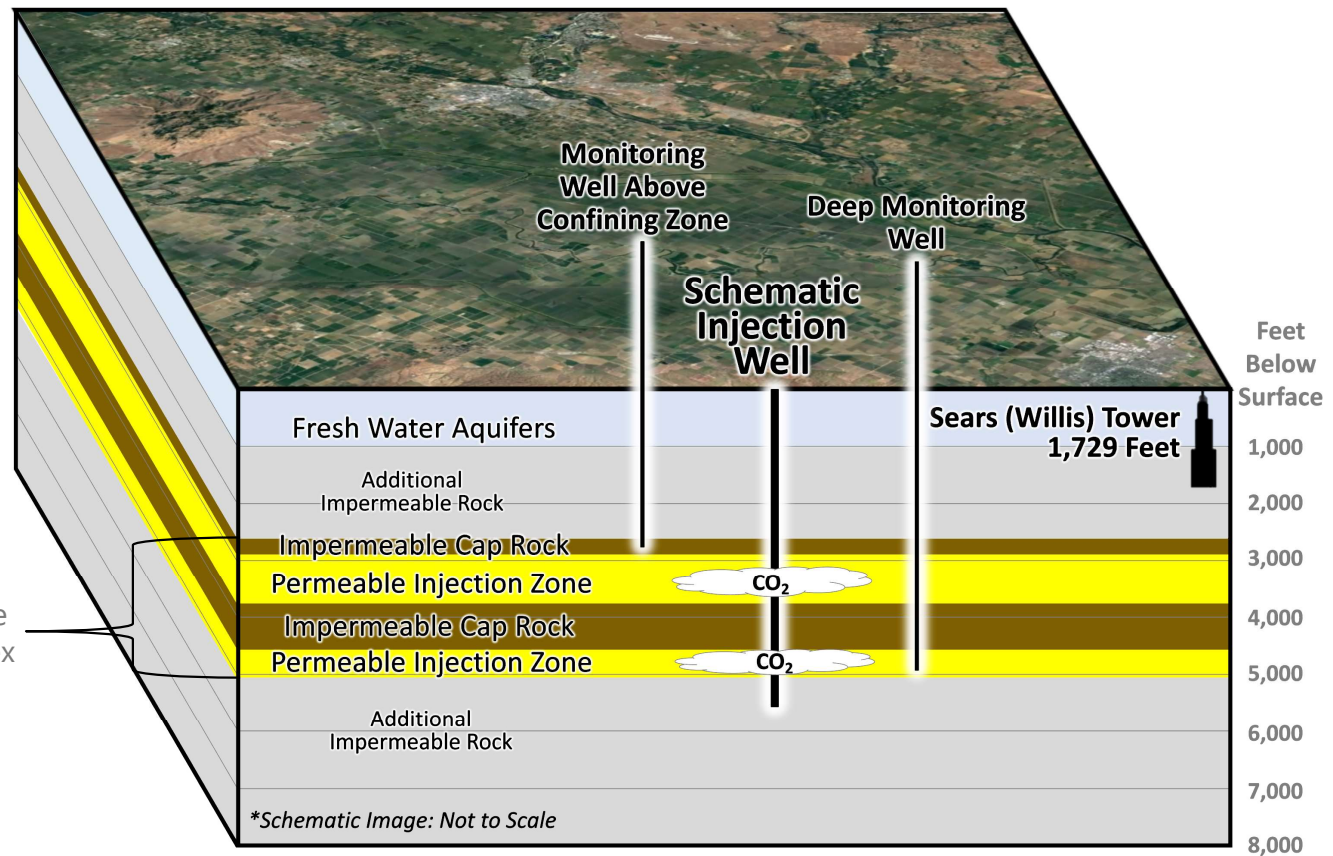 Monitoring
Well Above
Confining Zone
Deep Monitoring
Well
Schematic
Injection
Well
Feet
Below
Surface
Fresh Water Aquifers
Sears (Willis) Tower
1,729 Feet
1,000
Additional
Impermeable Rock
2,000
Impermeable Cap Rock
3,000
Permeable Injection Zone
CO₂
Impermeable Cap Rock
4,000
Permeable Injection Zone
CO₂
5,000
Additional
Impermeable Rock
6,000
7,000
*Schematic Image: Not to Scale
8,000